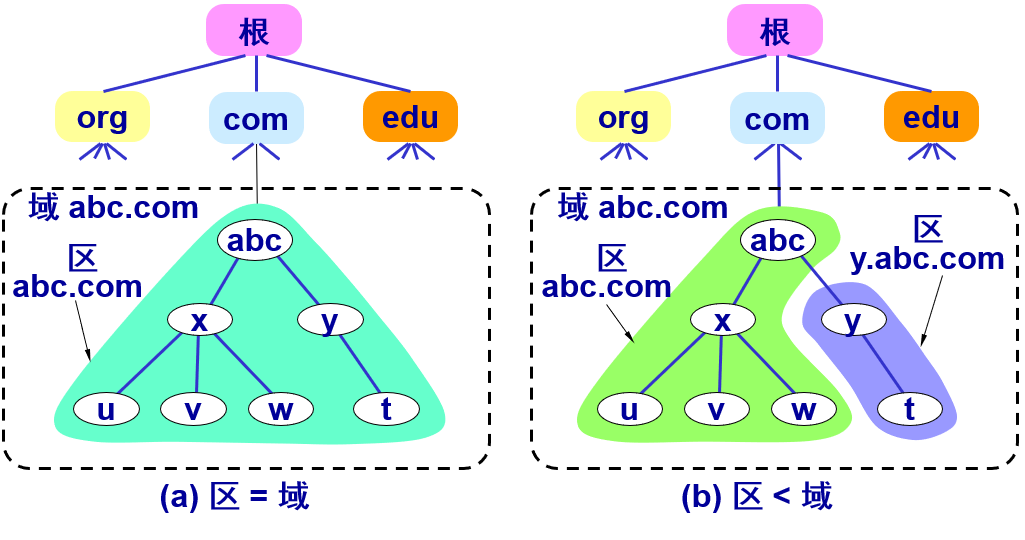 根
org com edu
域 abc.com
区
abc.com
abc
x y
u v w t
(a) 区 = 域
根
org com edu
域 abc.com
区
abc.com
区
y.abc.com
abc
x y
u v w t
(b) 区 < 域